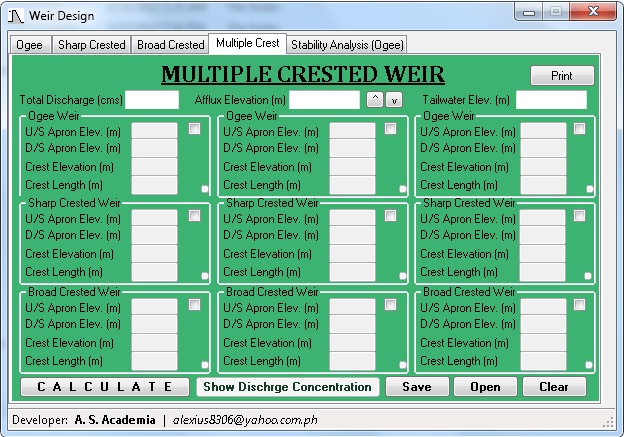 Weir Design
Ogee Sharp Crested Broad Crested Multiple Crest Stability Analysis (Ogee)
MULTIPLE CRESTED WEIR Print
Total Discharge (cms) Afflux Elevation (m) ^ v Tailwater Elev. (m)
Ogee Weir Ogee Weir Ogee Weir
U/S Apron Elev. (m) U/S Apron Elev. (m) U/S Apron Elev. (m)
D/S Apron Elev. (m) D/S Apron Elev. (m) D/S Apron Elev. (m)
Crest Elevation (m) Crest Elevation (m) Crest Elevation (m)
Crest Length (m) Crest Length (m) Crest Length (m)
Sharp Crested Weir Sharp Crested Weir Sharp Crested Weir
U/S Apron Elev. (m) U/S Apron Elev. (m) U/S Apron Elev. (m)
D/S Apron Elev. (m) D/S Apron Elev. (m) D/S Apron Elev. (m)
Crest Elevation (m) Crest Elevation (m) Crest Elevation (m)
Crest Length (m) Crest Length (m) Crest Length (m)
Broad Crested Weir Broad Crested Weir Broad Crested Weir
U/S Apron Elev. (m) U/S Apron Elev. (m) U/S Apron Elev. (m)
D/S Apron Elev. (m) D/S Apron Elev. (m) D/S Apron Elev. (m)
Crest Elevation (m) Crest Elevation (m) Crest Elevation (m)
Crest Length (m) Crest Length (m) Crest Length (m)
C A L C U L A T E Show Dischrge Concentration Save Open Clear
Developer: A. S. Academia | alexius8306@yahoo.com.ph